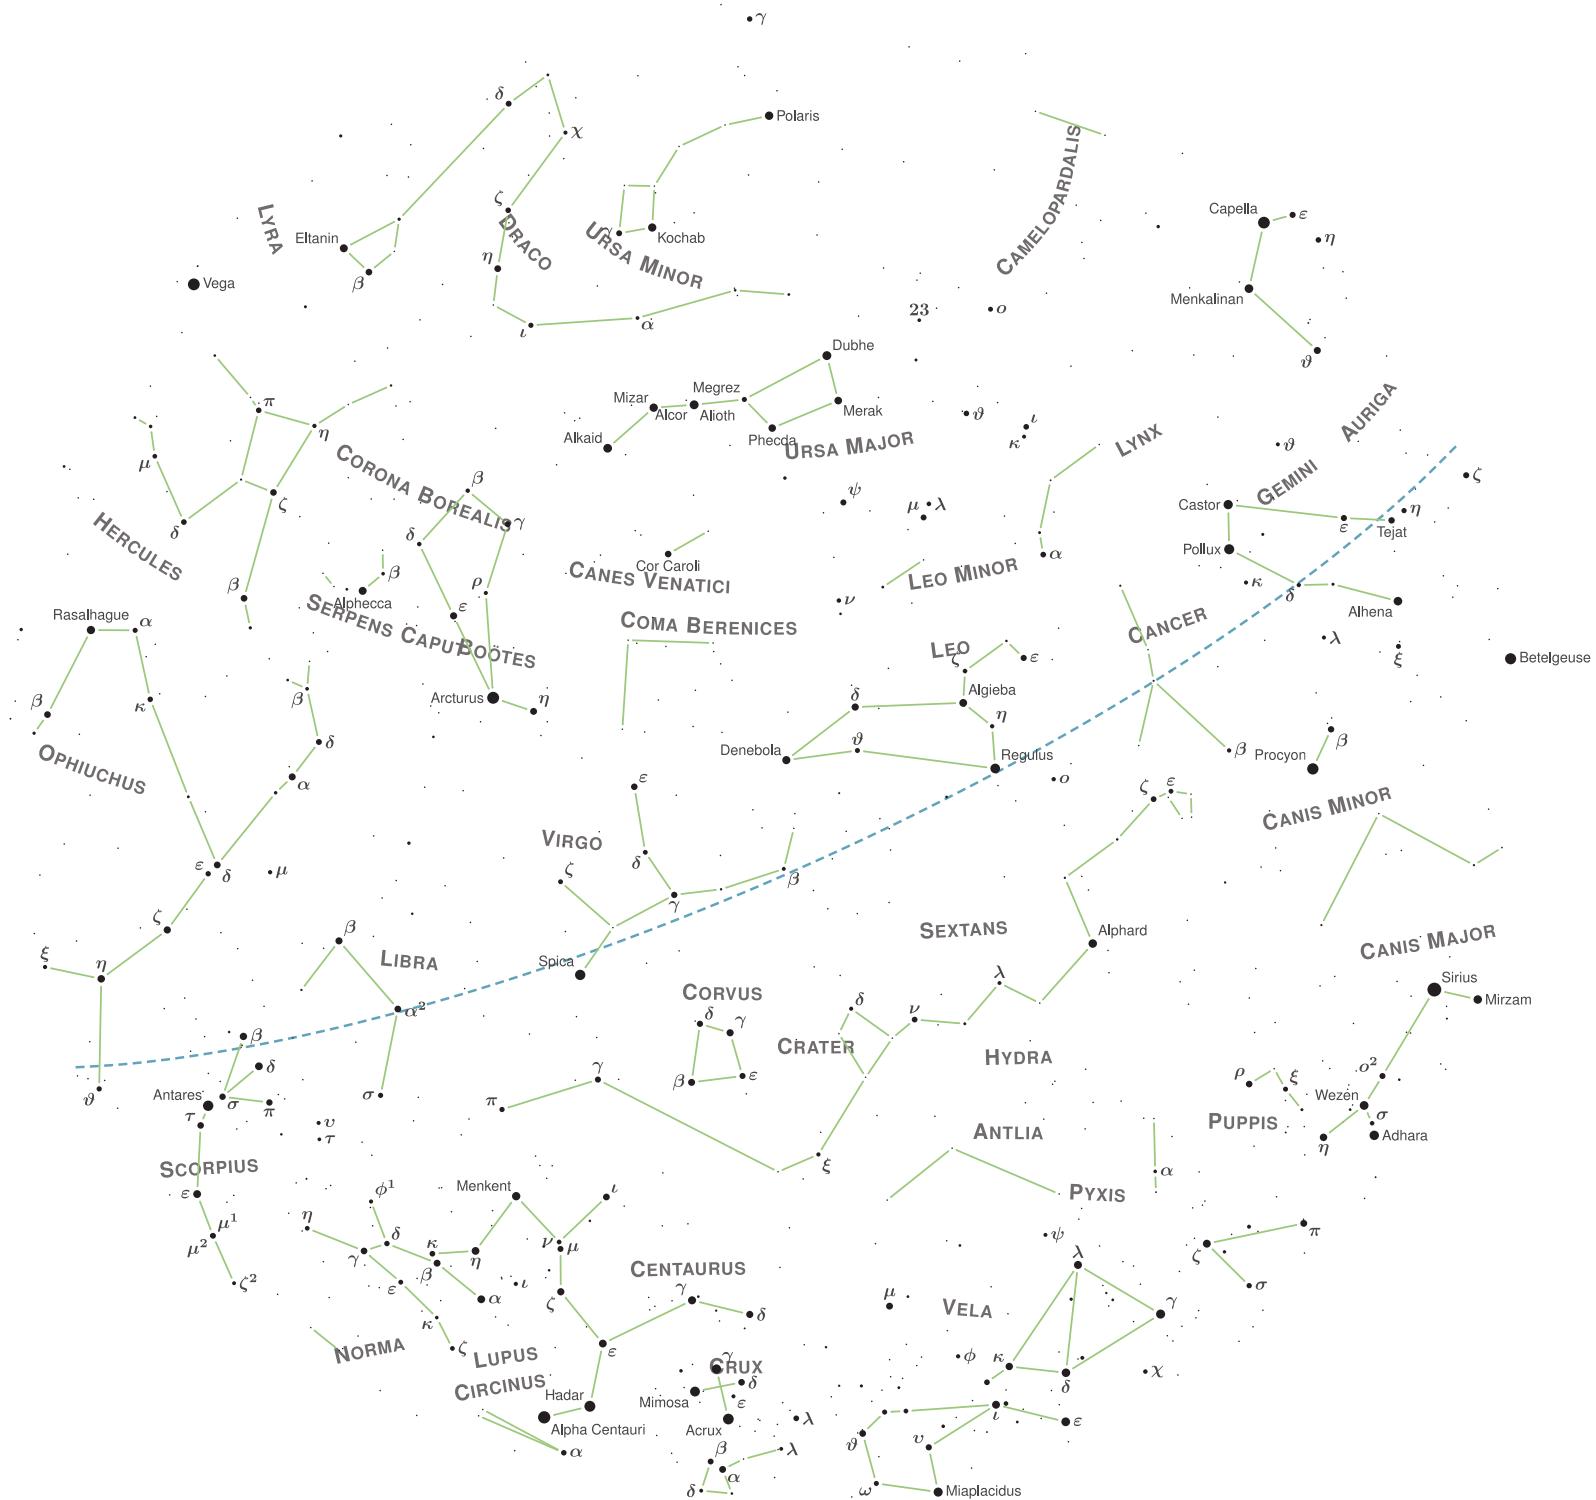 γ
δ
χ
Polaris
CAMELOPARDALIS
ζ
LYRA
DRACO
URSA MINOR
γ
Kochab
Capella
ε
η
Eltanin
β
η
Vega
Menkalinan
ι
α
23
ο
ϑ
Dubhe
Megrez
Mizar
Alcor
Alioth
Merak
Alkaid
Phecda
URSA MAJOR
ϑ
ι
κ
LYNX
AURIGA
ϑ
π
η
μ
CORONA BOREALIS
β
γ
δ
ζ
ψ
μ
λ
GEMINI
Castor
ε
η
Tejat
ζ
HERCULES
δ
β
SERPENS CAPUT
Alphecca
β
ρ
ε
Cor Caroli
CANES VENATICI
LEO MINOR
α
Pollux
κ
δ
Alhena
ν
Rasalhague
α
BOÖTES
COMA BERENICES
LEO
ζ
ε
CANCER
λ
ξ
Betelgeuse
β
κ
β
Arcturus
η
δ
Algieba
η
OPHIUCHUS
δ
α
Denebola
ϑ
Regulus
ο
β
Procyon
β
ε
ζ
ε
CANIS MINOR
VIRGO
ζ
δ
β
γ
ε
δ
μ
ζ
β
ξ
η
LIBRA
Spica
SEXTANS
Alphard
CANIS MAJOR
λ
Sirius
Mirzam
α²
CORVUS
δ
γ
δ
ν
CRATER
HYDRA
β
δ
γ
β
ε
ϑ
Antares
σ
π
τ
σ
π
ρ
ξ
ο²
Wezen
σ
Adhara
η
PUPPIS
υ
τ
ANTLIA
ξ
α
SCORPIUS
ε
ϕ¹
Menkent
ι
PYXIS
η
μ¹
μ²
γ
δ
κ
β
η
ν
μ
ψ
λ
ζ
π
σ
CENTAURUS
ζ²
ε
α
ι
ζ
γ
δ
μ
VELA
γ
κ
ζ
NORMA
LUPUS
CIRCINUS
ε
CRUX
γ
δ
ϕ
κ
δ
χ
Hadar
Mimosa
ε
Alpha Centauri
Acrux
λ
ι
ε
α
β
α
λ
δ
ϑ
υ
ω
Miaplacidus